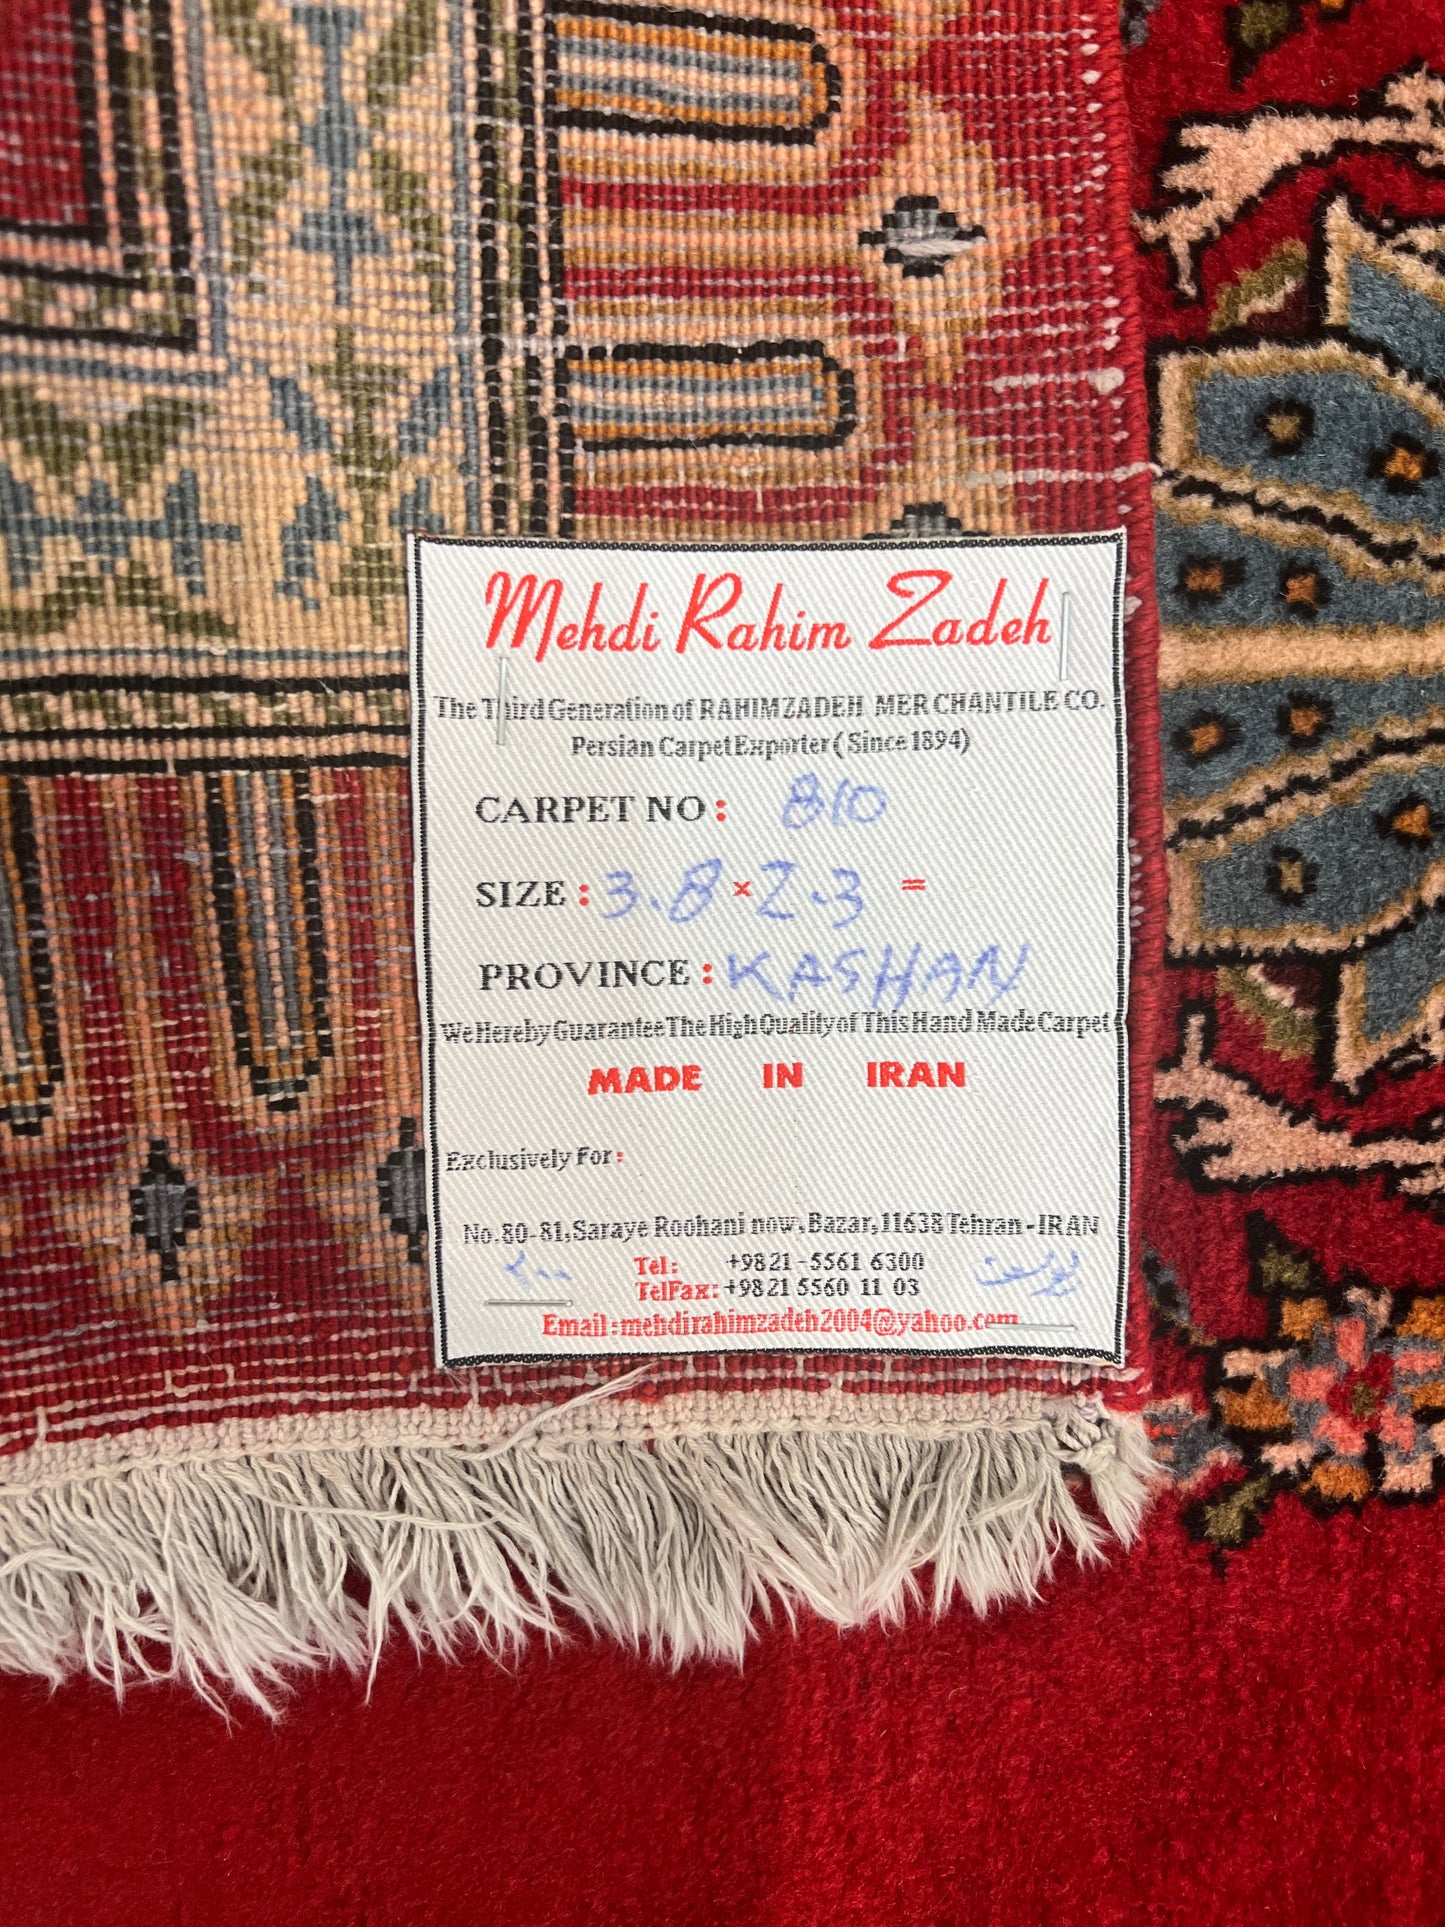 Mehdi Rahim Zadeh
The Third Generation of RAHIMZADEH MERCHANTILE CO.
Persian Carpet Exporter (Since 1894)
CARPET NO: 810
SIZE: 3.8 × 2.3 =
PROVINCE: KASHAN
We Hereby Guarantee The High Quality of This Hand Made Carpet
MADE IN IRAN
Exclusively For:
No. 80-81, Saraye Roohani now, Bazar, 11638 Tehran-IRAN
Tel: +9821-5561 6300
TelFax: +9821 5560 11 03
Email: mehdirahimzadeh2004@yahoo.com